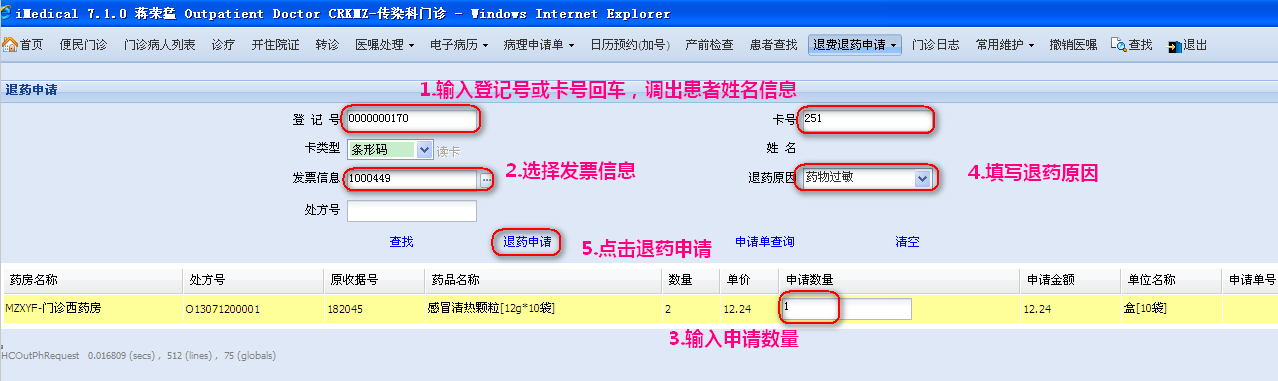 iMedical 7.1.0 蒋荣猛 Outpatient Doctor CRKMZ-传染科门诊 - Windows Internet Explorer
首页 便民门诊 门诊病人列表 诊疗 开住院证 转诊 医嘱处理 电子病历 病理申请单 日历预约(加号) 产前检查 患者查找 退费退药申请 门诊日志 常用维护 撤销医嘱 查找 退出
退药申请
1.输入登记号或卡号回车，调出患者姓名信息
登 记 号 0000000170 卡号 251
卡类型 条形码 读卡 姓 名
发票信息 1000449 ... 2.选择发票信息 退药原因 药物过敏 4.填写退药原因
处方号
查找 退药申请 5.点击退药申请 申请单查询 清空
药房名称 处方号 原收据号 药品名称 数量 单价 申请数量 申请金额 单位名称 申请单号
MZXYF-门诊西药房 O13071200001 182045 感冒清热颗粒[12g*10袋] 2 12.24 1 12.24 盒[10袋]
3.输入申请数量
HCOutPhRequest 0.016809 (secs) , 512 (lines) , 75 (globals)